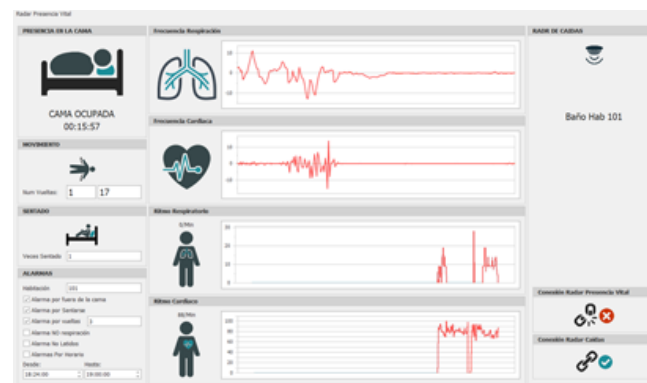 Radar Presencia Vital
PRESENCIA EN LA CAMA
CAMA OCUPADA
00:15:57
MOVIMIENTO
Num Vueltas: 1 17
SENTADO
Veces Sentado 1
ALARMAS
Habitación 101
Alarma por fuera de la cama
Alarma por Sentarse
Alarma por vueltas 3
Alarma NO respiración
Alarma No Latidos
Alarmas Por Horario
Desde: Hasta:
18:24:00 19:00:00
Frecuencia Respiración
10
0
-10
Frecuencia Cardiaca
10
0
-10
Ritmo Respiratorio
0/Min
30
20
10
0
Ritmo Cardiaco
88/Min
100
80
60
40
20
0
RADAR DE CAIDAS
Baño Hab 101
Conexión Radar Presencia Vital
Conexión Radar Caídas